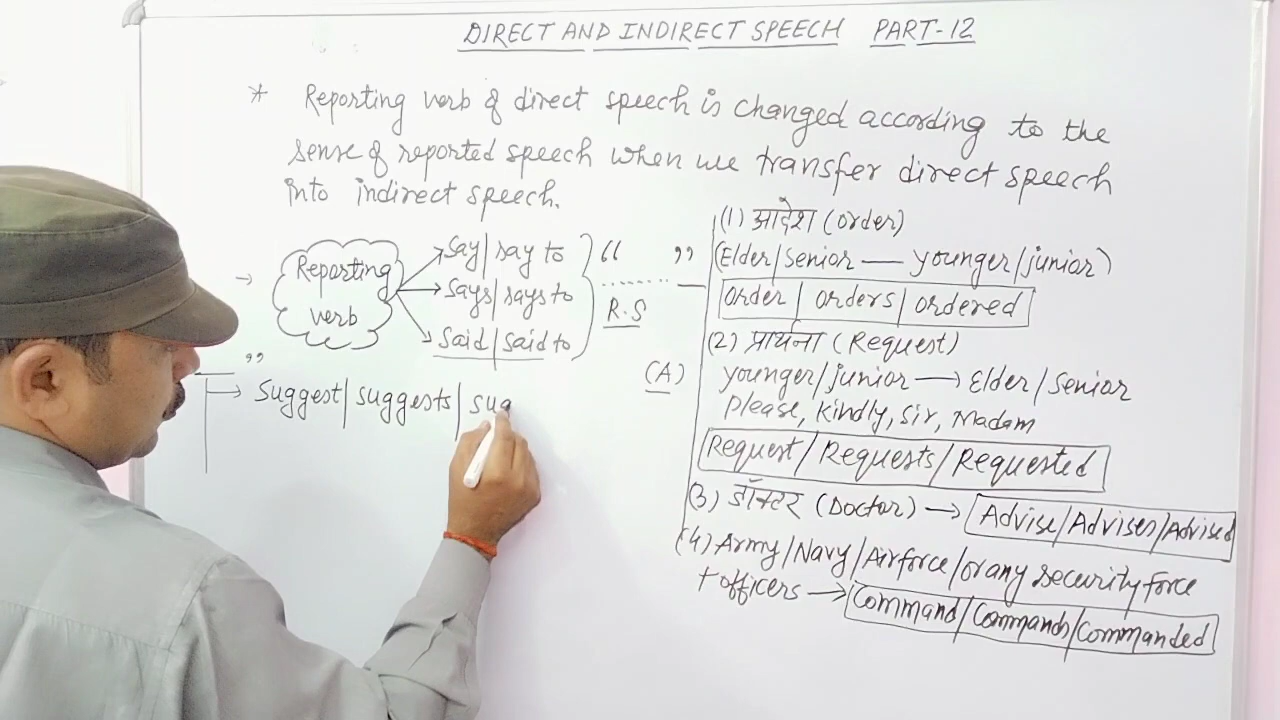 DIRECT AND INDIRECT SPEECH PART-12
* Reporting verb of direct speech is changed according to the
sense of reported speech when we transfer direct speech
into indirect speech.
→ Reporting verb
say/say to
says/says to
said/said to
“ ........ ”
R.S
(1) आदेश (order)
(Elder/senior — younger/junior)
order/orders/ordered
(2) प्रार्थना (Request)
(A) younger/junior → Elder/senior
please, kindly, sir, Madam
Request/Requests/Requested
(3) डॉक्टर (Doctor) → Advise/Advises/Advised
(4) Army/Navy/Airforce/or any security force
+officers → Command/Commands/Commanded
”
→ suggest/suggests/sug